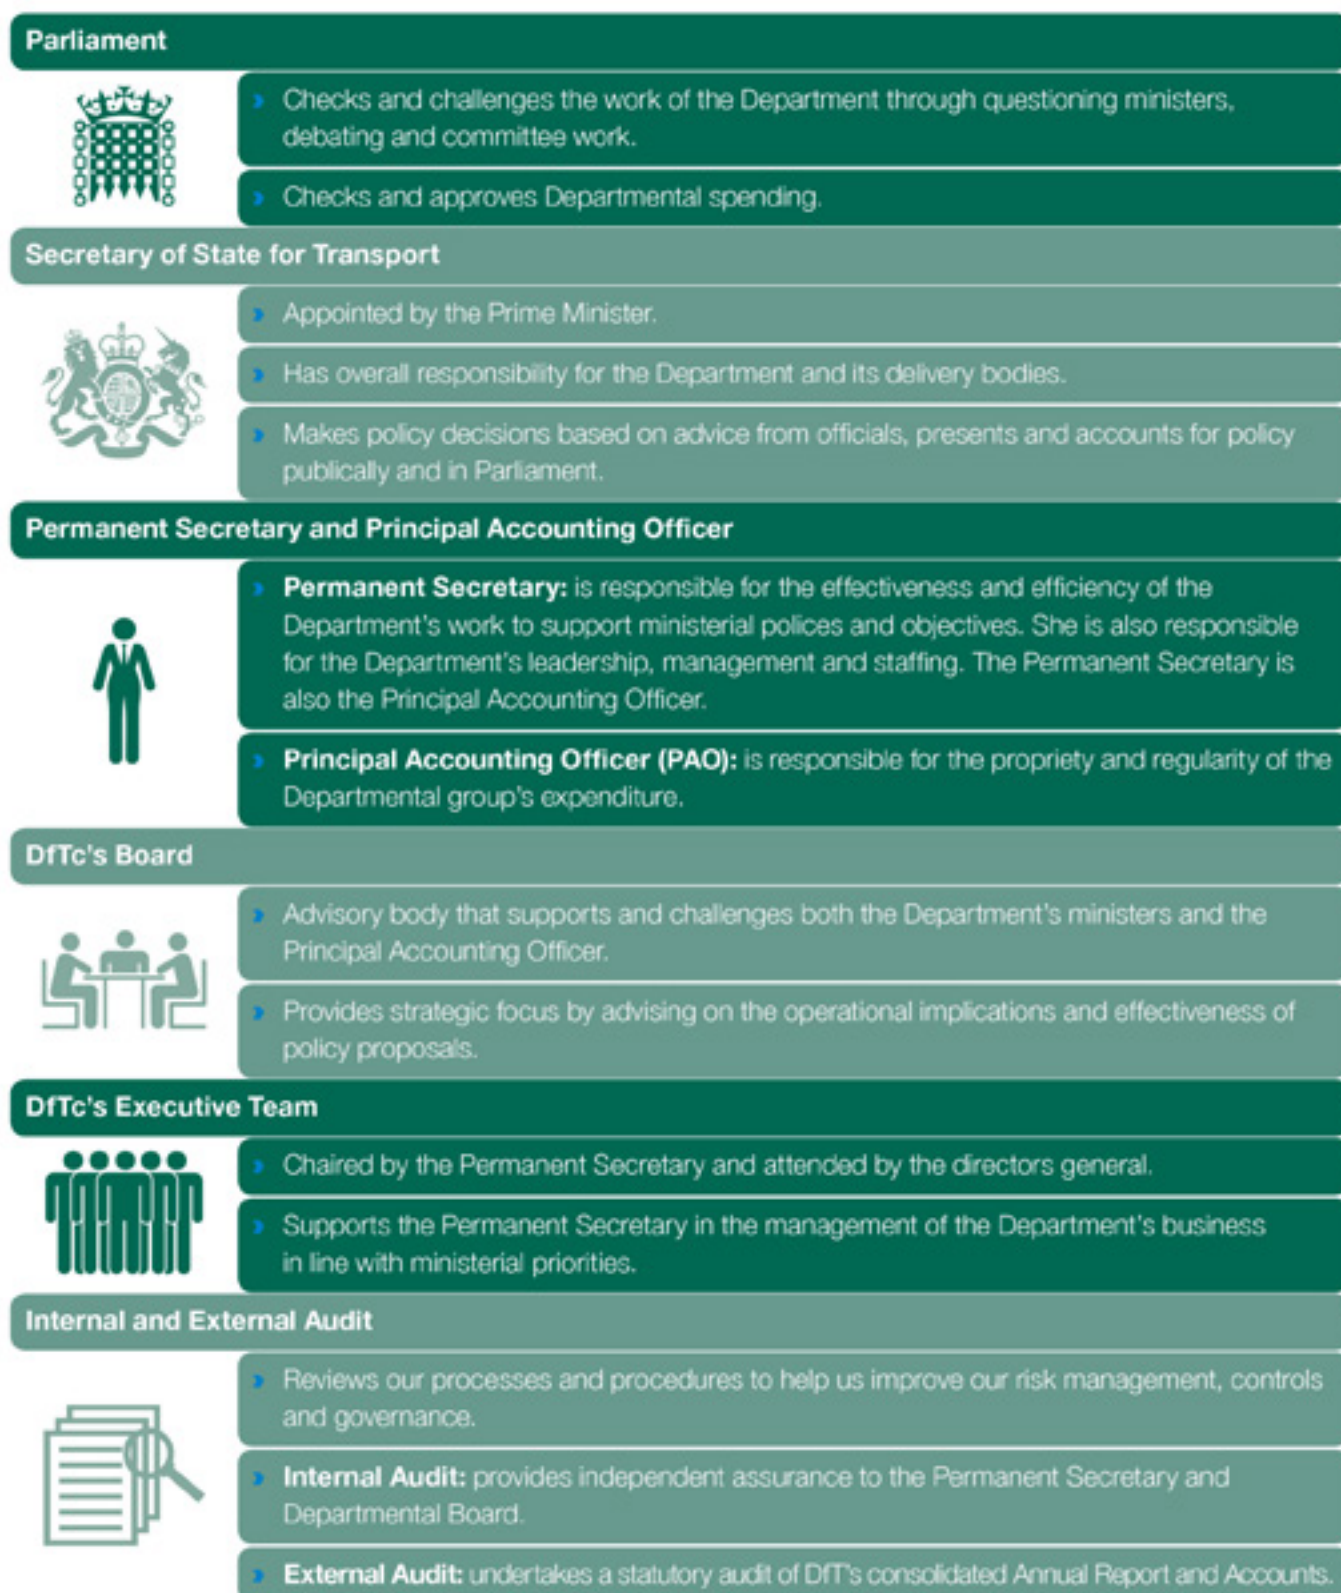 Parliament
Checks and challenges the work of the Department through questioning ministers,
debating and committee work.
Checks and approves Departmental spending.
Secretary of State for Transport
Appointed by the Prime Minister.
Has overall responsibility for the Department and its delivery bodies.
Makes policy decisions based on advice from officials, presents and accounts for policy
publically and in Parliament.
Permanent Secretary and Principal Accounting Officer
Permanent Secretary: is responsible for the effectiveness and efficiency of the
Department's work to support ministerial polices and objectives. She is also responsible
for the Department's leadership, management and staffing. The Permanent Secretary is
also the Principal Accounting Officer.
Principal Accounting Officer (PAO): is responsible for the propriety and regularity of the
Departmental group's expenditure.
DfTc's Board
Advisory body that supports and challenges both the Department's ministers and the
Principal Accounting Officer.
Provides strategic focus by advising on the operational implications and effectiveness of
policy proposals.
DfTc's Executive Team
Chaired by the Permanent Secretary and attended by the directors general.
Supports the Permanent Secretary in the management of the Department's business
in line with ministerial priorities.
Internal and External Audit
Reviews our processes and procedures to help us improve our risk management, controls
and governance.
Internal Audit: provides independent assurance to the Permanent Secretary and
Departmental Board.
External Audit: undertakes a statutory audit of DfT's consolidated Annual Report and Accounts.